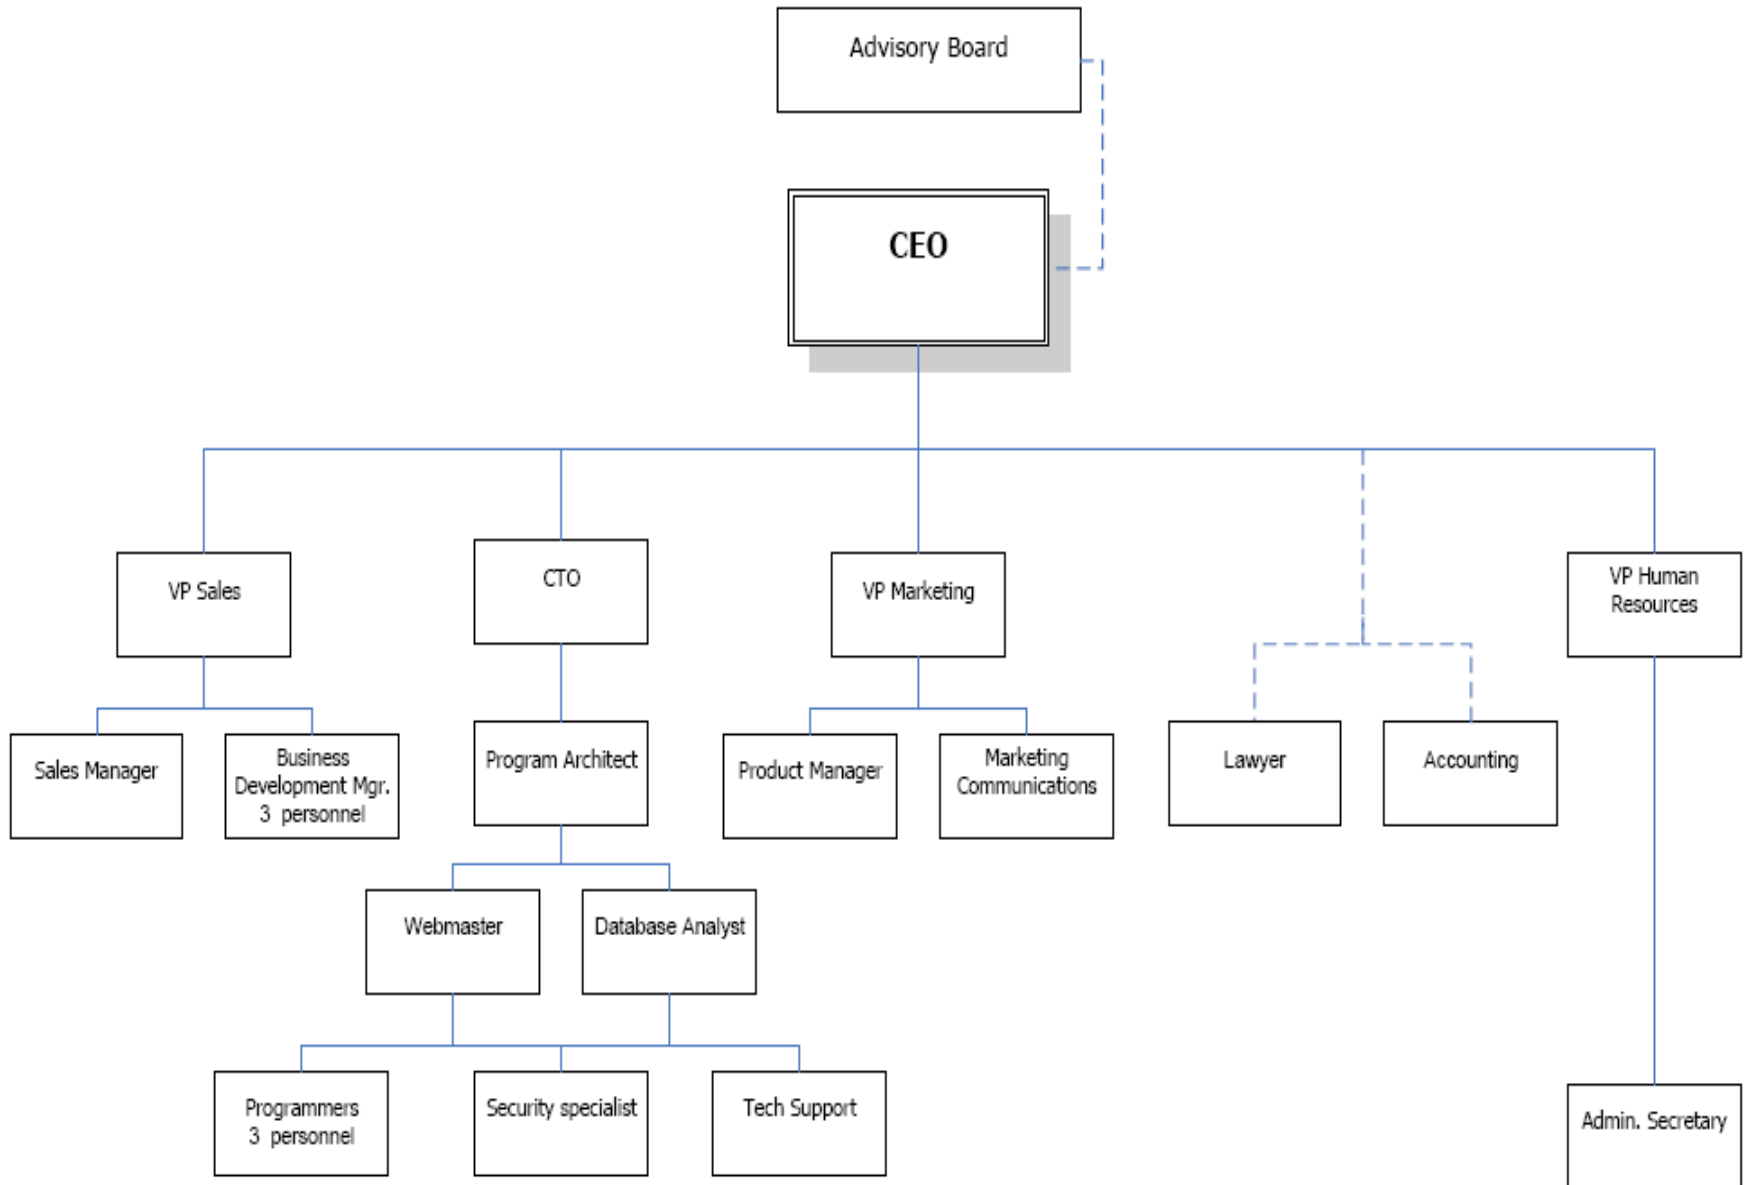 Advisory Board
CEO
VP Sales
CTO
VP Marketing
VP Human
Resources
Sales Manager
Business
Development Mgr.
3 personnel
Program Architect
Product Manager
Marketing
Communications
Lawyer
Accounting
Webmaster
Database Analyst
Programmers
3 personnel
Security specialist
Tech Support
Admin. Secretary